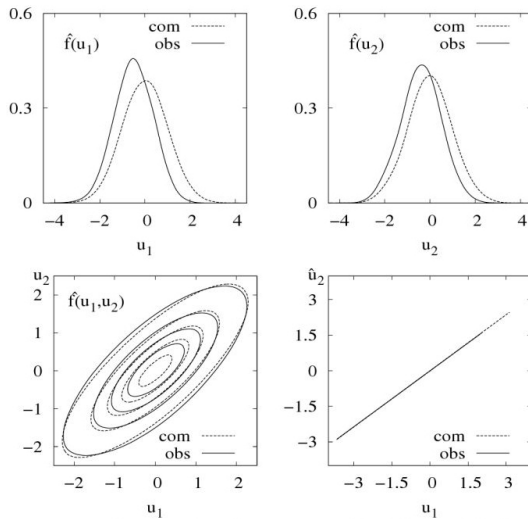 0.6
0.3
0
f̂(u₁)
com
obs
−4 −2 0 2 4
u₁
0.6
0.3
0
f̂(u₂)
com
obs
−4 −2 0 2 4
u₂
u₂
2
1
0
−1
−2
f̂(u₁,u₂)
com
obs
−2 −1 0 1 2
u₁
û₂
3
1.5
0
−1.5
−3
com
obs
−3 −1.5 0 1.5 3
u₁